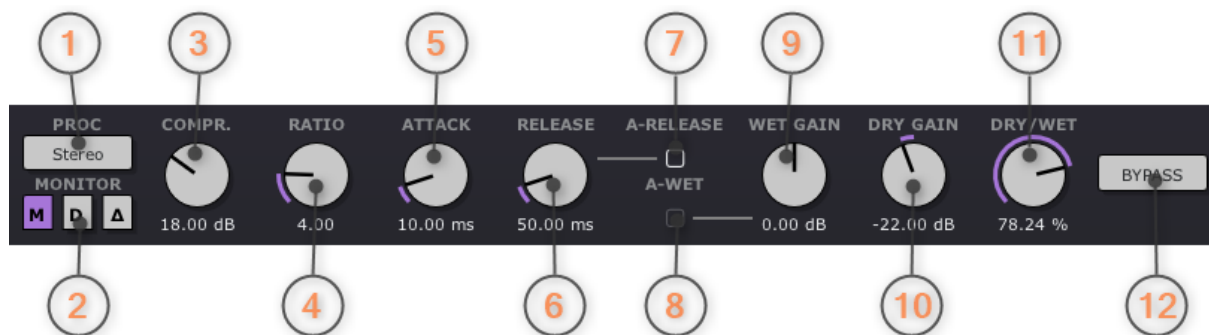 1 3 5 7 9 11
PROC COMPR. RATIO ATTACK RELEASE A-RELEASE WET GAIN DRY GAIN DRY/WET
Stereo
BYPASS
MONITOR A-WET
M D Δ
18.00 dB 4.00 10.00 ms 50.00 ms 0.00 dB -22.00 dB 78.24 %
2 4 6 8 10 12